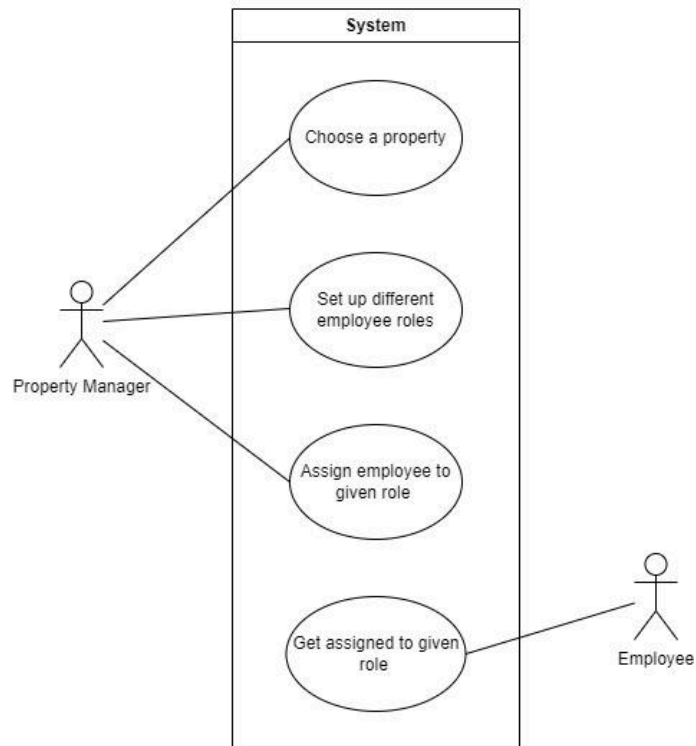 System
Choose a property
Set up different
employee roles
Property Manager
Assign employee to
given role
Get assigned to given
role
Employee